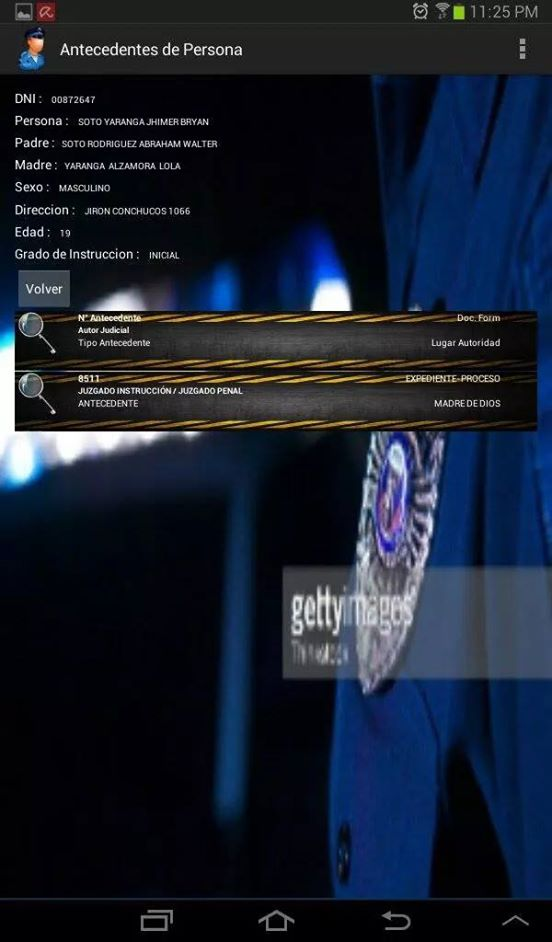 11:25 PM
Antecedentes de Persona
DNI : 00872647
Persona : SOTO YARANGA JHIMER BRYAN
Padre : SOTO RODRIGUEZ ABRAHAM WALTER
Madre : YARANGA ALZAMORA LOLA
Sexo : MASCULINO
Direccion : JIRON CONCHUCOS 1066
Edad : 19
Grado de Instruccion : INICIAL
Volver
N° Antecedente Doc. Form
Autor Judicial
Tipo Antecedente Lugar Autoridad
8511 EXPEDIENTE-PROCESO
JUZGADO INSTRUCCIÓN / JUZGADO PENAL
ANTECEDENTE MADRE DE DIOS
gettyimages